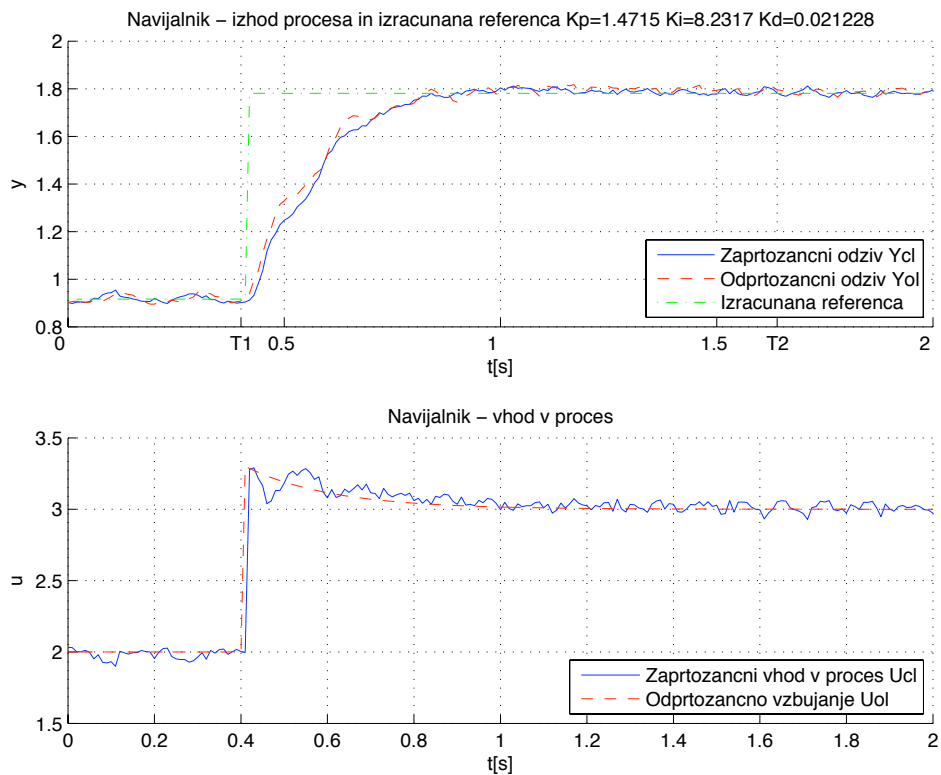 Navijalnik – izhod procesa in izracunana referenca Kp=1.4715 Ki=8.2317 Kd=0.021228
2
1.8
1.6
1.4
1.2
1
0.8
y
Zaprtozancni odziv Ycl
Odprtozancni odziv Yol
Izracunana referenca
0 T1 0.5 1 1.5 T2 2
t[s]
Navijalnik – vhod v proces
3.5
3
2.5
2
1.5
u
Zaprtozancni vhod v proces Ucl
Odprtozancno vzbujanje Uol
0 0.2 0.4 0.6 0.8 1 1.2 1.4 1.6 1.8 2
t[s]